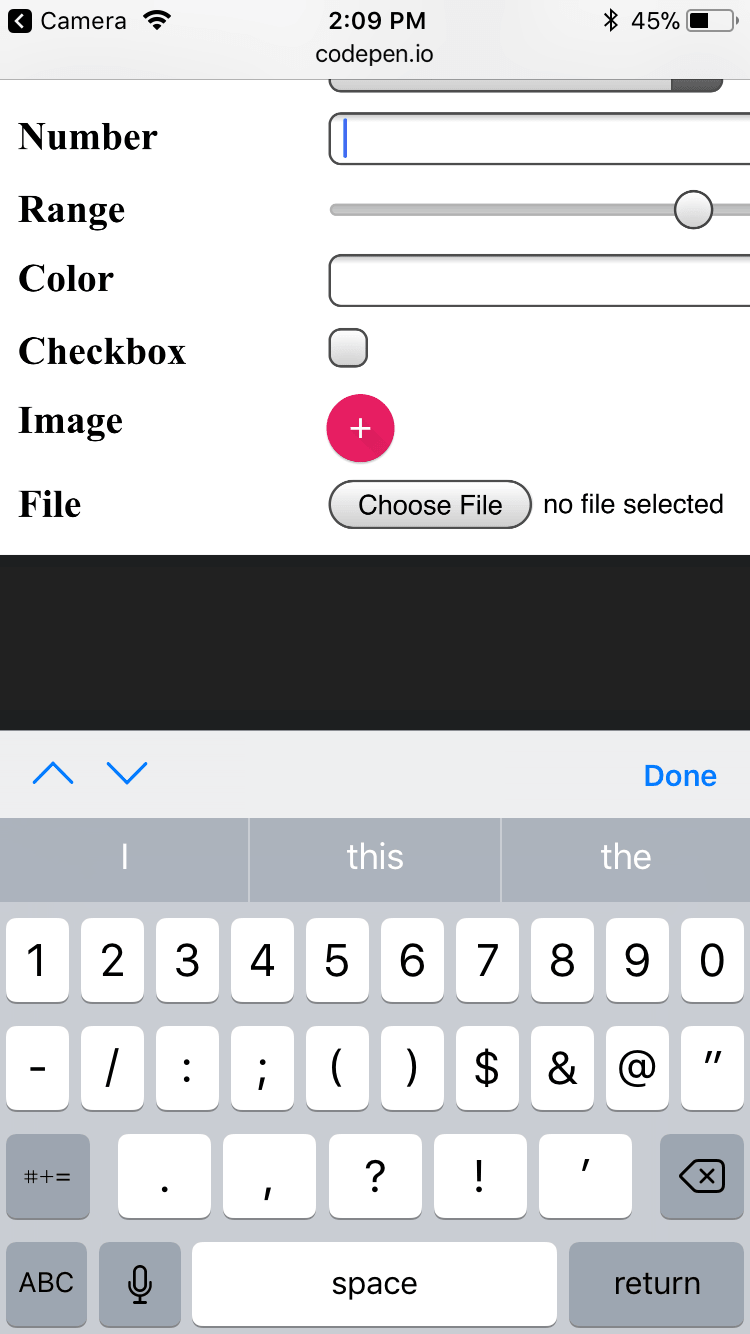 Camera 2:09 PM 45%
codepen.io
Number
Range
Color
Checkbox
Image +
File Choose File no file selected
Done
I this the
1 2 3 4 5 6 7 8 9 0
- / : ; ( ) $ & @ "
#+= . , ? ! '
ABC space return